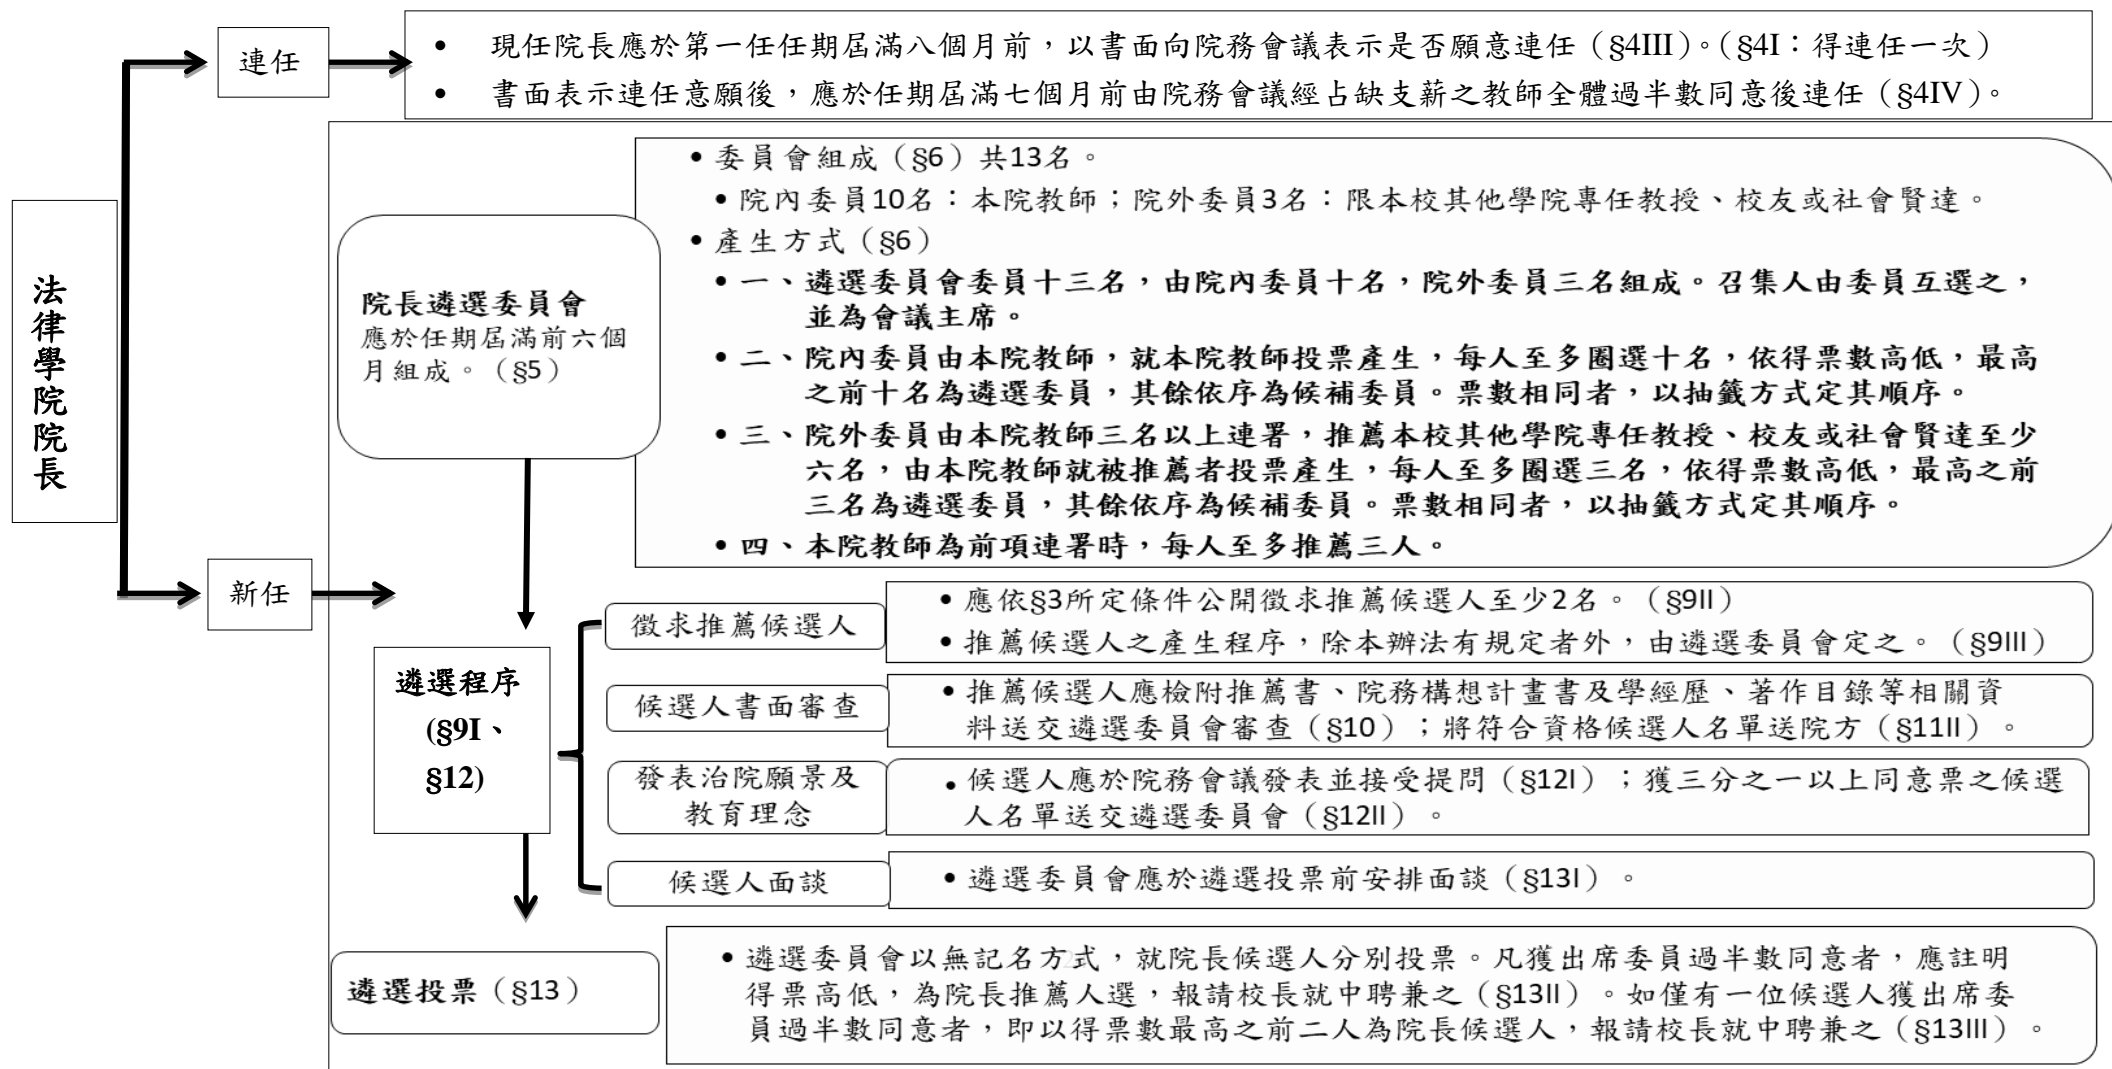 法律學院院長
連任
• 現任院長應於第一任任期屆滿八個月前，以書面向院務會議表示是否願意連任（§4III）。（§4I：得連任一次）
• 書面表示連任意願後，應於任期屆滿七個月前由院務會議經占缺支薪之教師全體過半數同意後連任（§4IV）。
新任
院長遴選委員會
應於任期屆滿前六個
月組成。（§5）
• 委員會組成（§6）共13名。
• 院內委員10名：本院教師；院外委員3名：限本校其他學院專任教授、校友或社會賢達。
• 產生方式（§6）
• 一、遴選委員會委員十三名，由院內委員十名，院外委員三名組成。召集人由委員互選之，
並為會議主席。
• 二、院內委員由本院教師，就本院教師投票產生，每人至多圈選十名，依得票數高低，最高
之前十名為遴選委員，其餘依序為候補委員。票數相同者，以抽籤方式定其順序。
• 三、院外委員由本院教師三名以上連署，推薦本校其他學院專任教授、校友或社會賢達至少
六名，由本院教師就被推薦者投票產生，每人至多圈選三名，依得票數高低，最高之前
三名為遴選委員，其餘依序為候補委員。票數相同者，以抽籤方式定其順序。
• 四、本院教師為前項連署時，每人至多推薦三人。
遴選程序
(§9I、
§12)
徵求推薦候選人
• 應依§3所定條件公開徵求推薦候選人至少2名。（§9II）
• 推薦候選人之產生程序，除本辦法有規定者外，由遴選委員會定之。（§9III）
候選人書面審查
• 推薦候選人應檢附推薦書、院務構想計畫書及學經歷、著作目錄等相關資
料送交遴選委員會審查（§10）；將符合資格候選人名單送院方（§11II）。
發表治院願景及
教育理念
• 候選人應於院務會議發表並接受提問（§12I）；獲三分之一以上同意票之候選
人名單送交遴選委員會（§12II）。
候選人面談
• 遴選委員會應於遴選投票前安排面談（§13I）。
遴選投票（§13）
• 遴選委員會以無記名方式，就院長候選人分別投票。凡獲出席委員過半數同意者，應註明
得票高低，為院長推薦人選，報請校長就中聘兼之（§13II）。如僅有一位候選人獲出席委
員過半數同意者，即以得票數最高之前二人為院長候選人，報請校長就中聘兼之（§13III）。